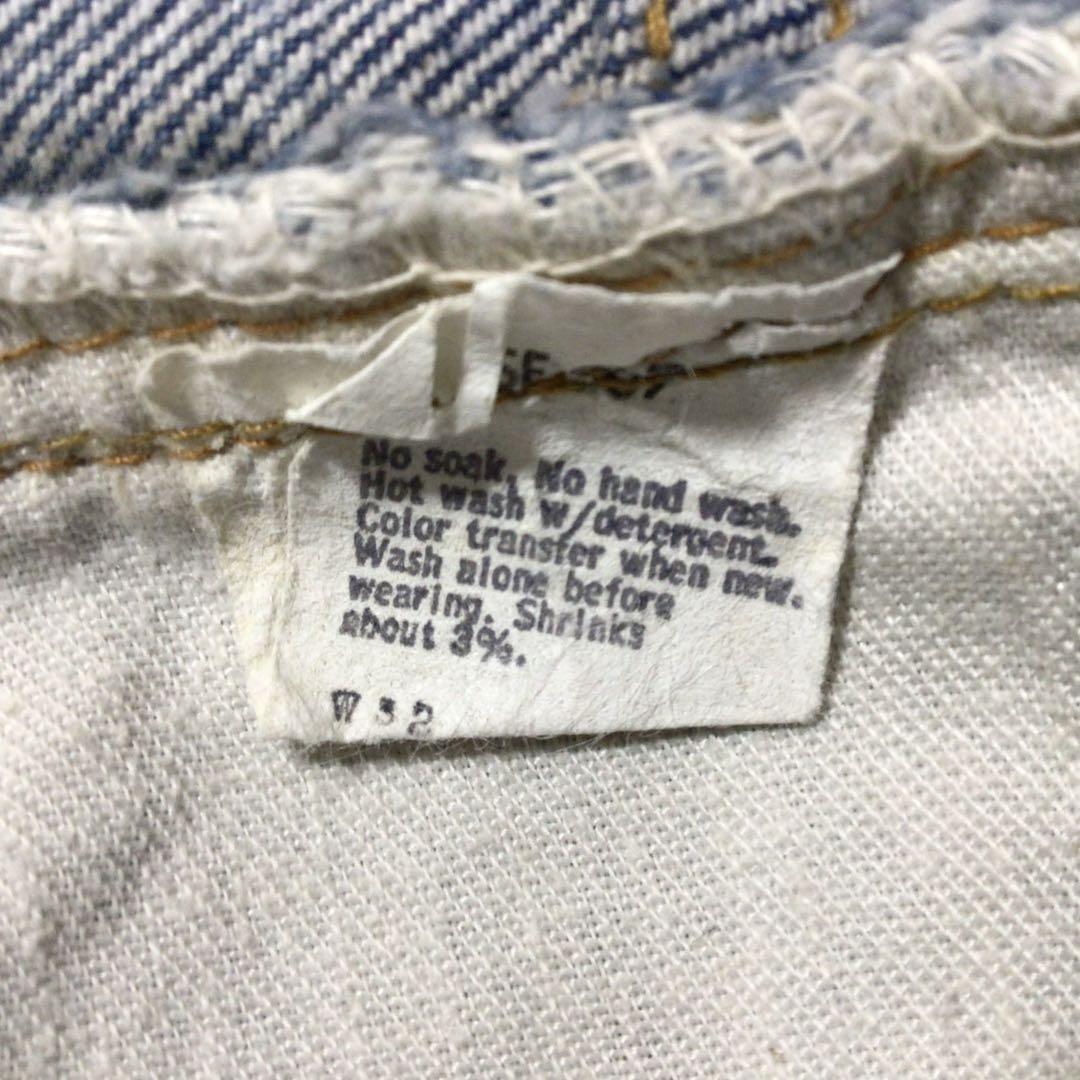 No soak, No hand wash.
Hot wash w/detergent.
Color transfer when new.
Wash alone before
wearing. Shrinks
about 3%.
W 32